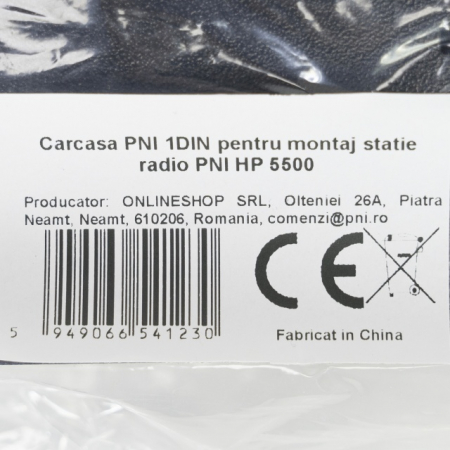 Carcasa PNI 1DIN pentru montaj statie
radio PNI HP 5500
Producator: ONLINESHOP SRL, Olteniei 26A, Piatra
Neamt, Neamt, 610206, Romania, comenzi@pni.ro
CE
5 949066 541230
Fabricat in China